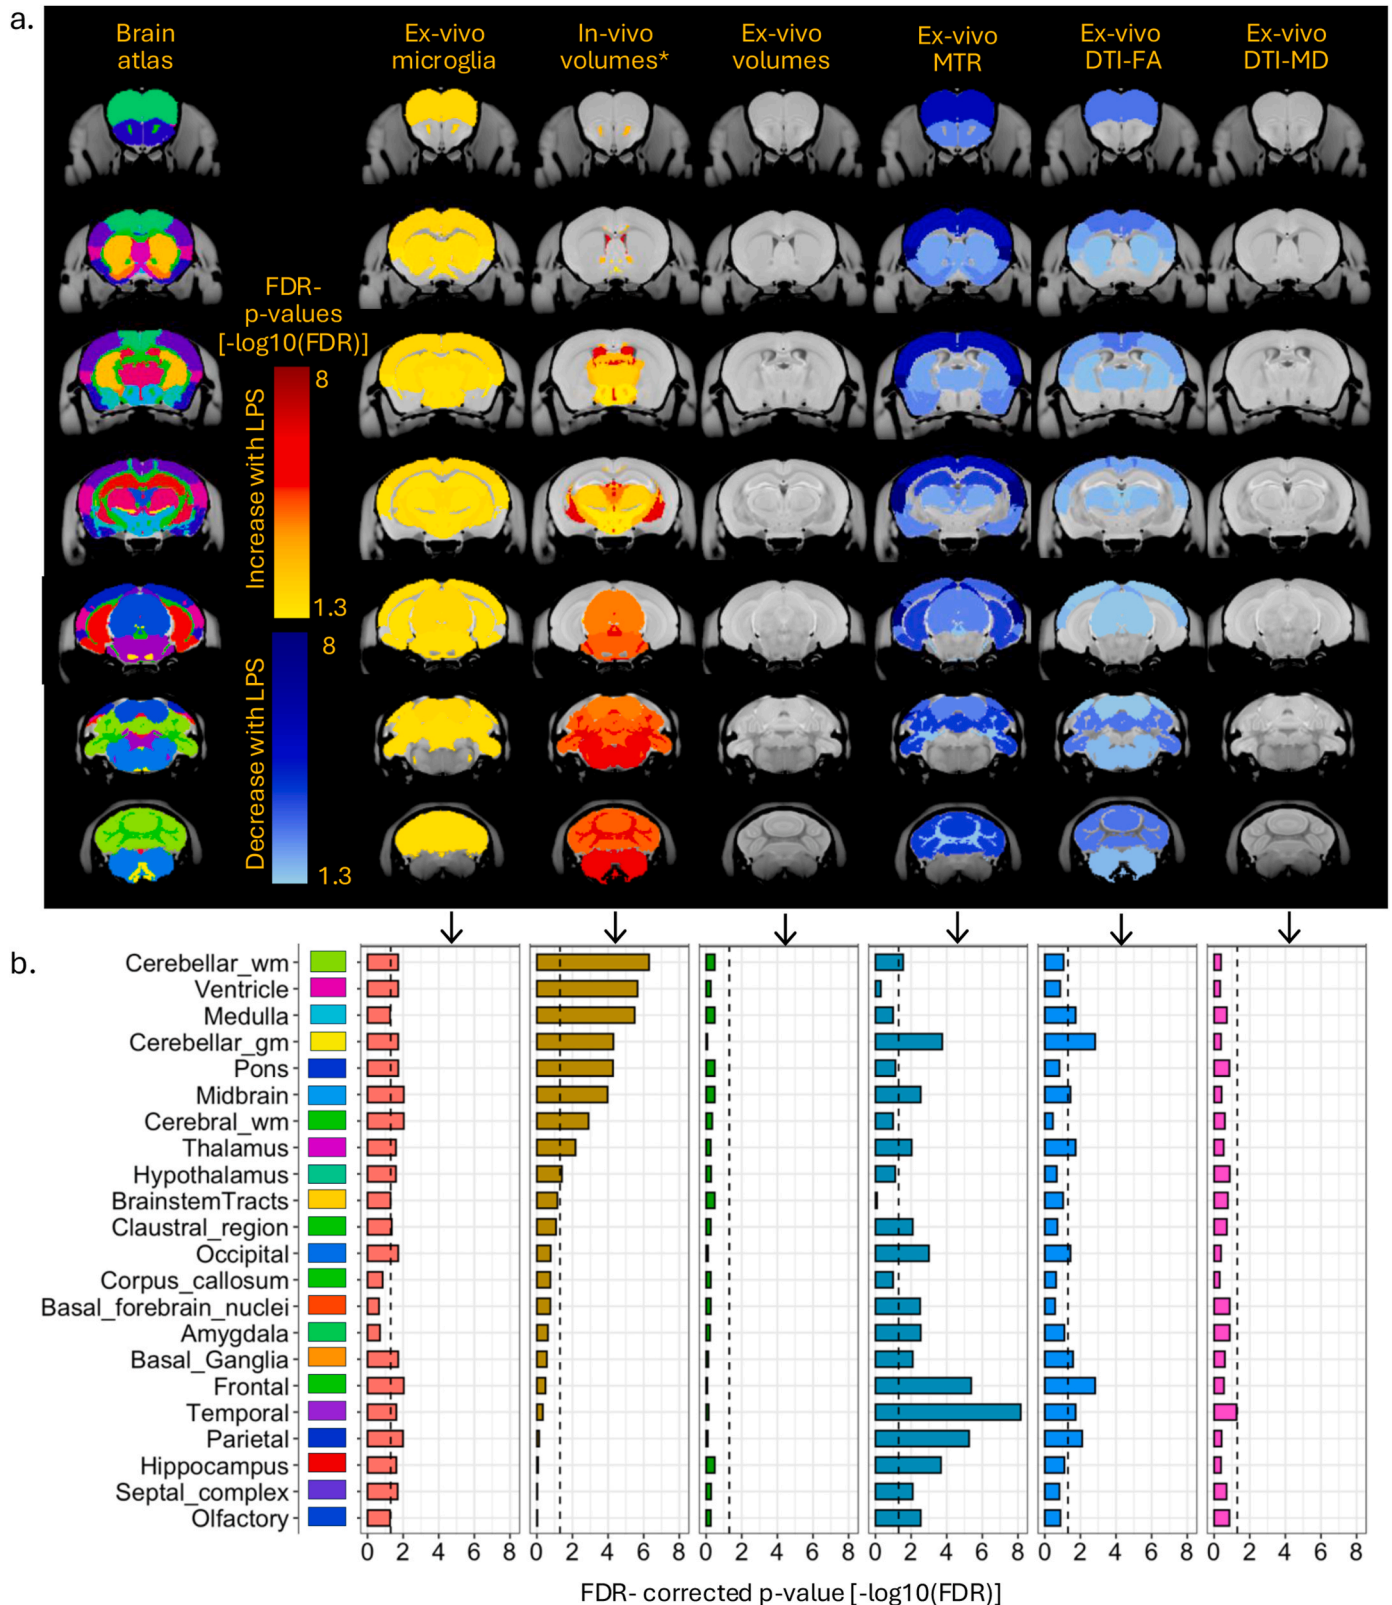 a.
Brain
atlas
Ex-vivo
microglia
In-vivo
volumes*
Ex-vivo
volumes
Ex-vivo
MTR
Ex-vivo
DTI-FA
Ex-vivo
DTI-MD
FDR-
p-values
[-log10(FDR)]
Increase with LPS
8
1.3
Decrease with LPS
8
1.3
b.
Cerebellar_wm
Ventricle
Medulla
Cerebellar_gm
Pons
Midbrain
Cerebral_wm
Thalamus
Hypothalamus
BrainstemTracts
Claustral_region
Occipital
Corpus_callosum
Basal_forebrain_nuclei
Amygdala
Basal_Ganglia
Frontal
Temporal
Parietal
Hippocampus
Septal_complex
Olfactory
0 2 4 6 8 0 2 4 6 8 0 2 4 6 8 0 2 4 6 8 0 2 4 6 8 0 2 4 6 8
FDR- corrected p-value [-log10(FDR)]